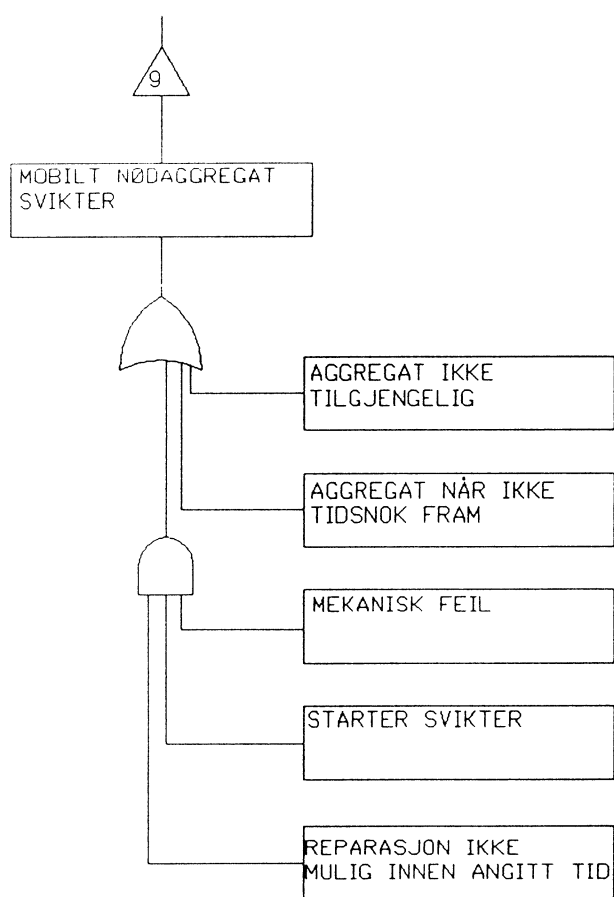 9
MOBILT NØDAGGREGAT
SVIKTER
AGGREGAT IKKE
TILGJENGELIG
AGGREGAT NÅR IKKE
TIDSNOK FRAM
MEKANISK FEIL
STARTER SVIKTER
REPARASJON IKKE
MULIG INNEN ANGITT TID